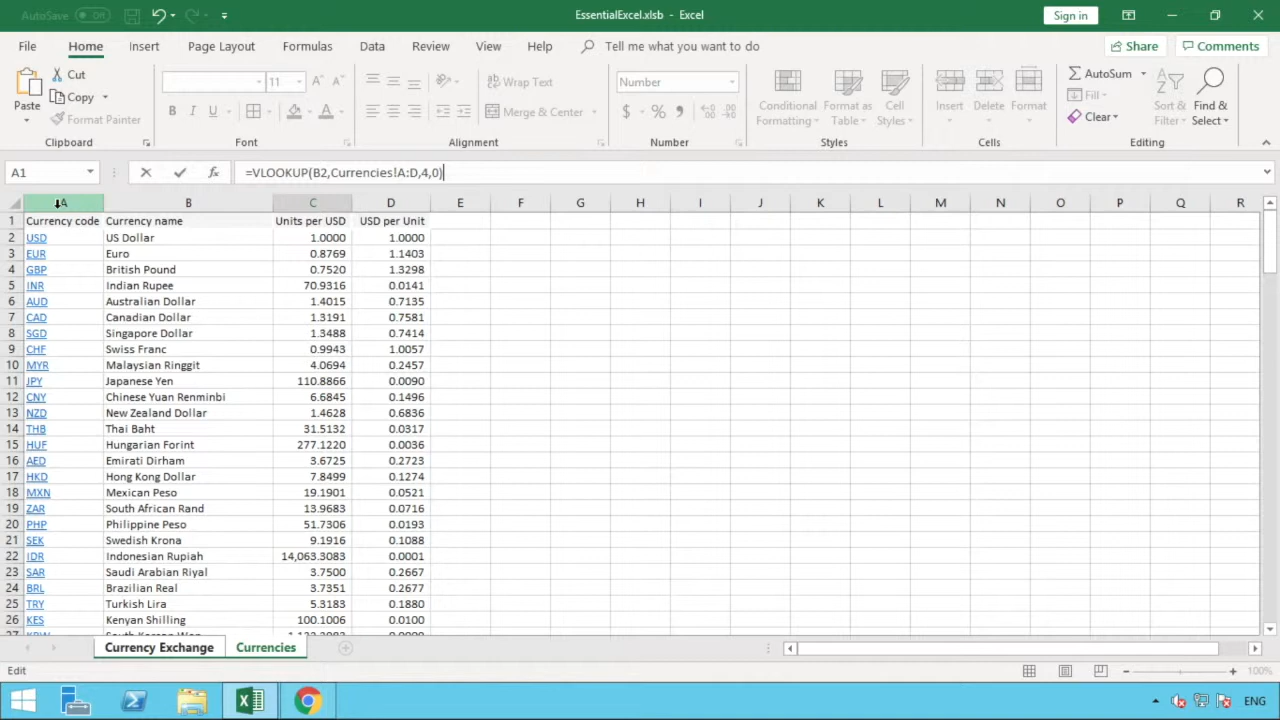 AutoSave Off EssentialExcel.xlsb - Excel Sign in
File Home Insert Page Layout Formulas Data Review View Help Tell me what you want to do Share Comments
Paste Cut Copy Format Painter Clipboard
11 B I U Font
Wrap Text Merge & Center Alignment
Number $ % Number
Conditional Formatting Format as Table Cell Styles Styles
Insert Delete Format Cells
AutoSum Fill Clear Sort & Filter Find & Select Editing
A1 fx =VLOOKUP(B2,Currencies!A:D,4,0)
A B C D E F G H I J K L M N O P Q R
1 Currency code Currency name Units per USD USD per Unit
2 USD US Dollar 1.0000 1.0000
3 EUR Euro 0.8769 1.1403
4 GBP British Pound 0.7520 1.3298
5 INR Indian Rupee 70.9316 0.0141
6 AUD Australian Dollar 1.4015 0.7135
7 CAD Canadian Dollar 1.3191 0.7581
8 SGD Singapore Dollar 1.3488 0.7414
9 CHF Swiss Franc 0.9943 1.0057
10 MYR Malaysian Ringgit 4.0694 0.2457
11 JPY Japanese Yen 110.8866 0.0090
12 CNY Chinese Yuan Renminbi 6.6845 0.1496
13 NZD New Zealand Dollar 1.4628 0.6836
14 THB Thai Baht 31.5132 0.0317
15 HUF Hungarian Forint 277.1220 0.0036
16 AED Emirati Dirham 3.6725 0.2723
17 HKD Hong Kong Dollar 7.8499 0.1274
18 MXN Mexican Peso 19.1901 0.0521
19 ZAR South African Rand 13.9683 0.0716
20 PHP Philippine Peso 51.7306 0.0193
21 SEK Swedish Krona 9.1916 0.1088
22 IDR Indonesian Rupiah 14,063.3083 0.0001
23 SAR Saudi Arabian Riyal 3.7500 0.2667
24 BRL Brazilian Real 3.7351 0.2677
25 TRY Turkish Lira 5.3183 0.1880
26 KES Kenyan Shilling 100.1006 0.0100
Currency Exchange Currencies
Edit 100%
ENG